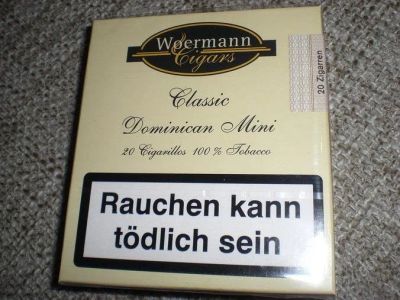 Woermann
Cigars
20 Zigarren
Classic
Dominican Mini
20 Cigarillos 100% Tobacco
Rauchen kann
tödlich sein